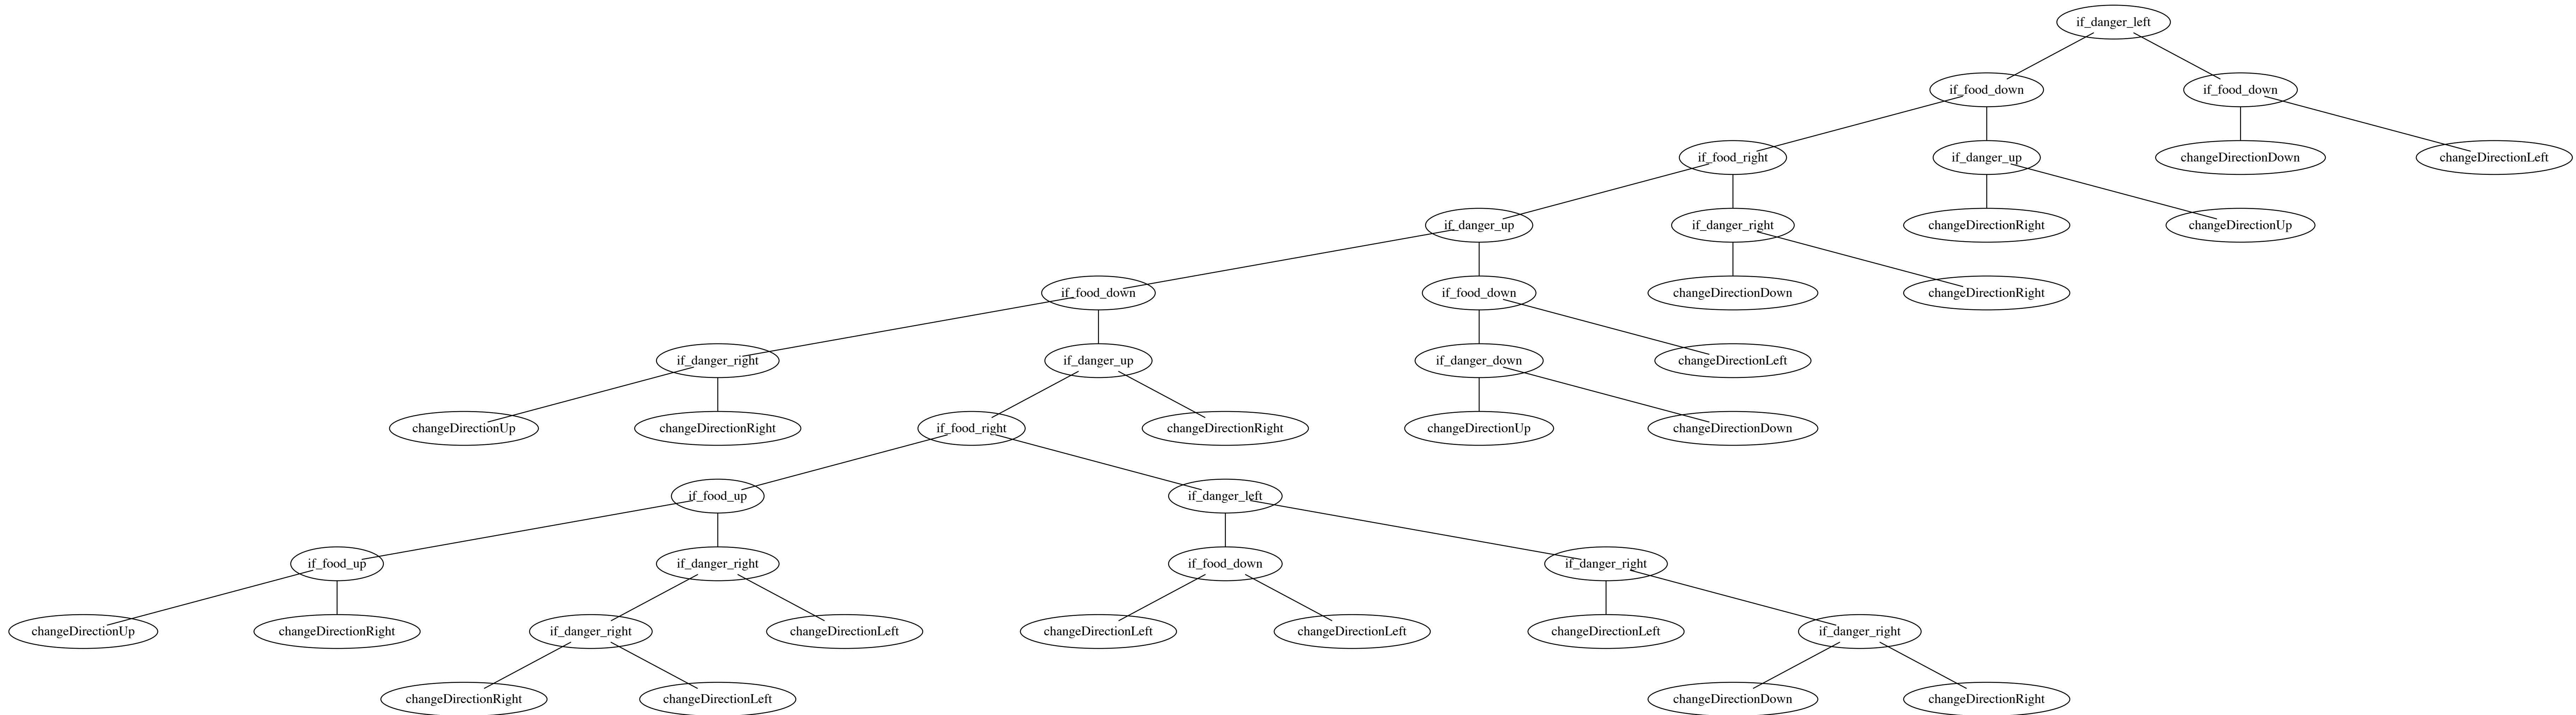 if_danger_left
if_food_down
if_food_down
if_food_right
if_danger_up
changeDirectionDown
changeDirectionLeft
if_danger_up
if_danger_right
changeDirectionRight
changeDirectionUp
if_food_down
if_food_down
changeDirectionDown
changeDirectionRight
if_danger_right
if_danger_up
if_danger_down
changeDirectionLeft
changeDirectionUp
changeDirectionRight
if_food_right
changeDirectionRight
changeDirectionUp
changeDirectionDown
if_food_up
if_danger_left
if_food_up
if_danger_right
if_food_down
if_danger_right
changeDirectionUp
changeDirectionRight
if_danger_right
changeDirectionLeft
changeDirectionLeft
changeDirectionLeft
changeDirectionLeft
if_danger_right
changeDirectionRight
changeDirectionLeft
changeDirectionDown
changeDirectionRight